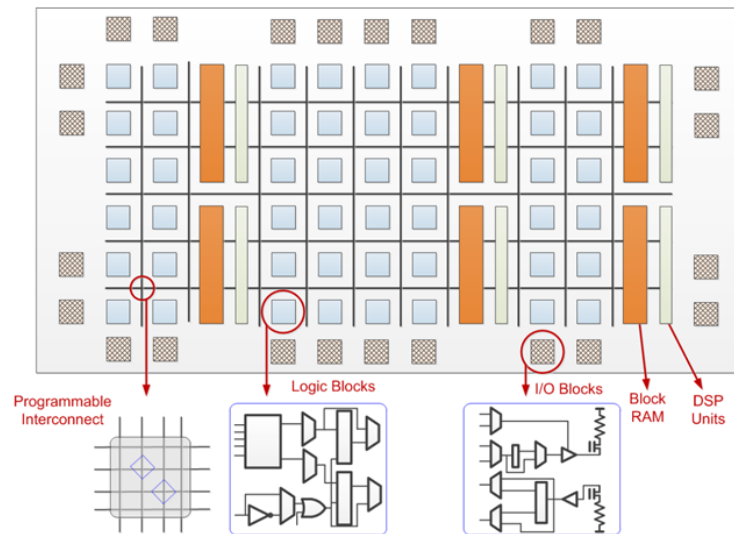 Programmable
Interconnect
Logic Blocks
I/O Blocks
Block
RAM
DSP
Units